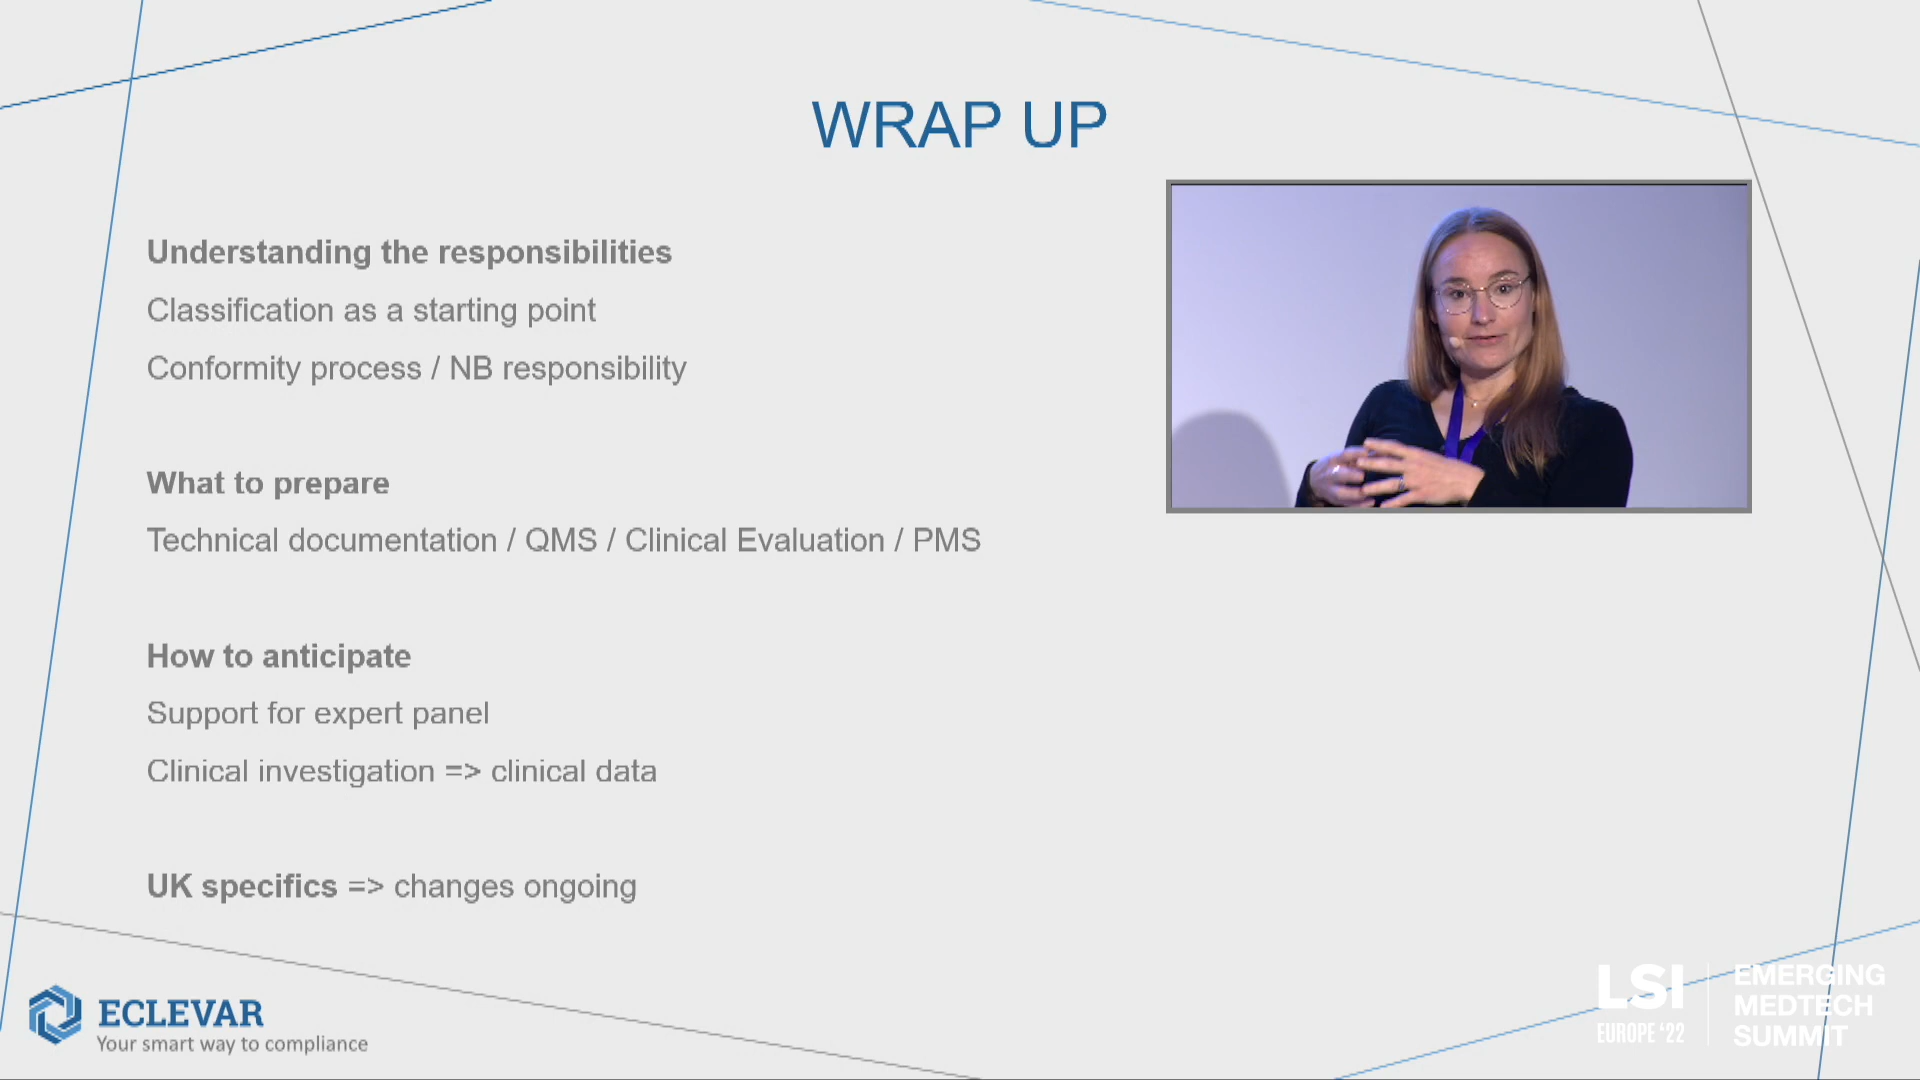 WRAP UP
Understanding the responsibilities
Classification as a starting point
Conformity process / NB responsibility
What to prepare
Technical documentation / QMS / Clinical Evaluation / PMS
How to anticipate
Support for expert panel
Clinical investigation => clinical data
UK specifics => changes ongoing
ECLEVAR
Your smart way to compliance
LSI
EUROPE '22
EMERGING
MEDTECH
SUMMIT